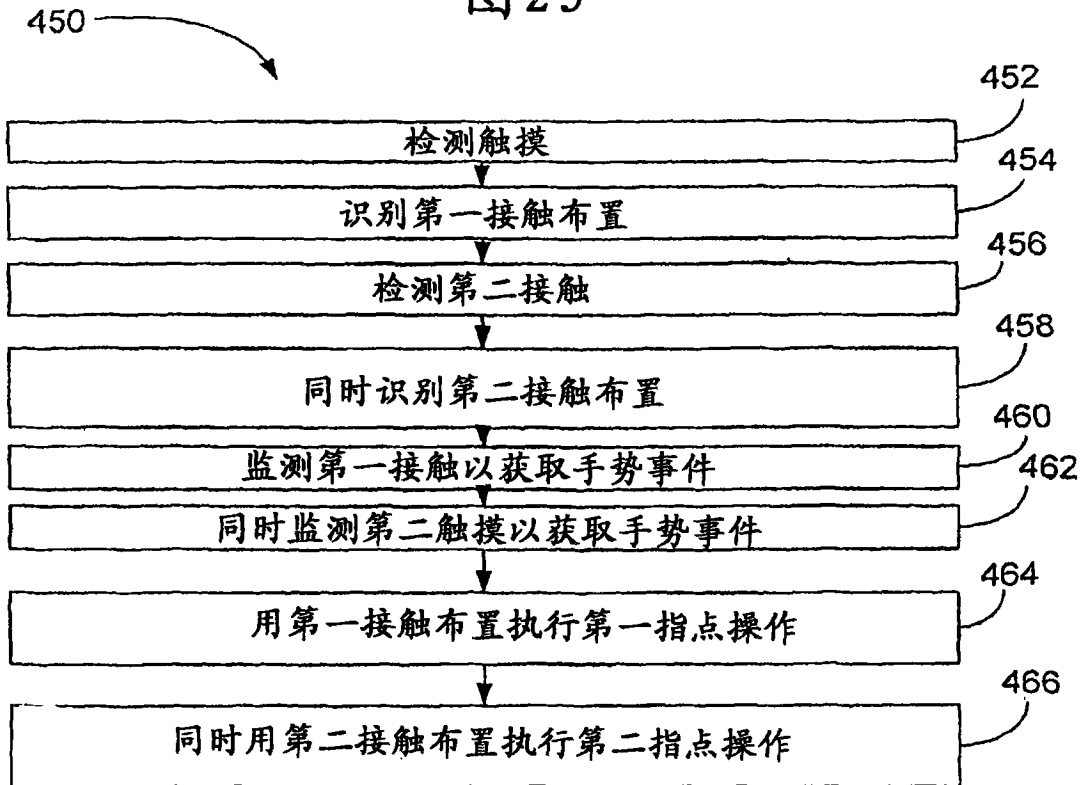 图25
450
452
检测触摸
454
识别第一接触布置
456
检测第二接触
458
同时识别第二接触布置
460
监测第一接触以获取手势事件
462
同时监测第二触摸以获取手势事件
464
用第一接触布置执行第一指点操作
466
同时用第二接触布置执行第二指点操作